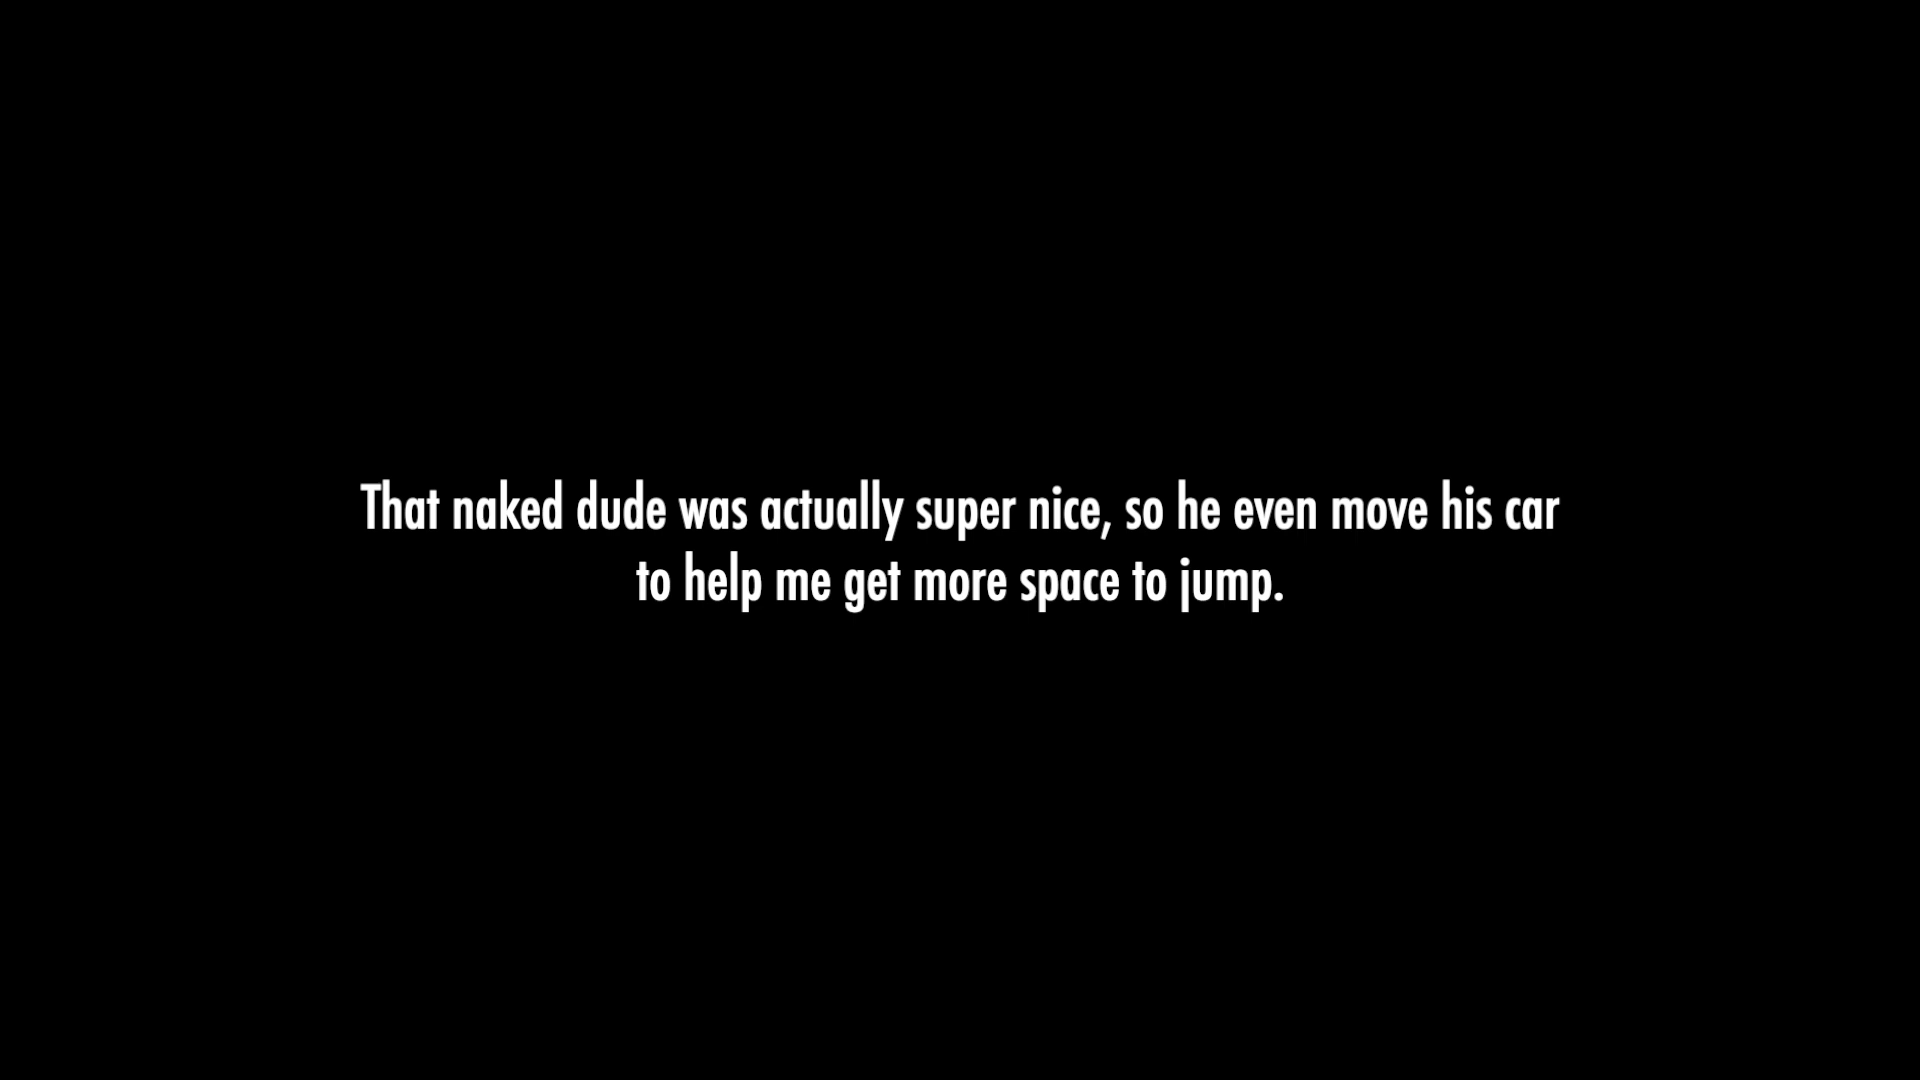 That naked dude was actually super nice, so he even move his car
to help me get more space to jump.